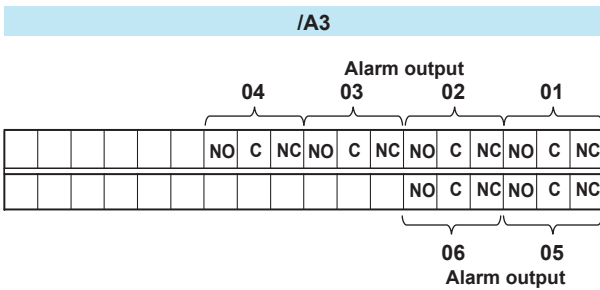 /A3
Alarm output
04 03 02 01
NO C NC NO C NC NO C NC NO C NC
NO C NC NO C NC
06 05
Alarm output